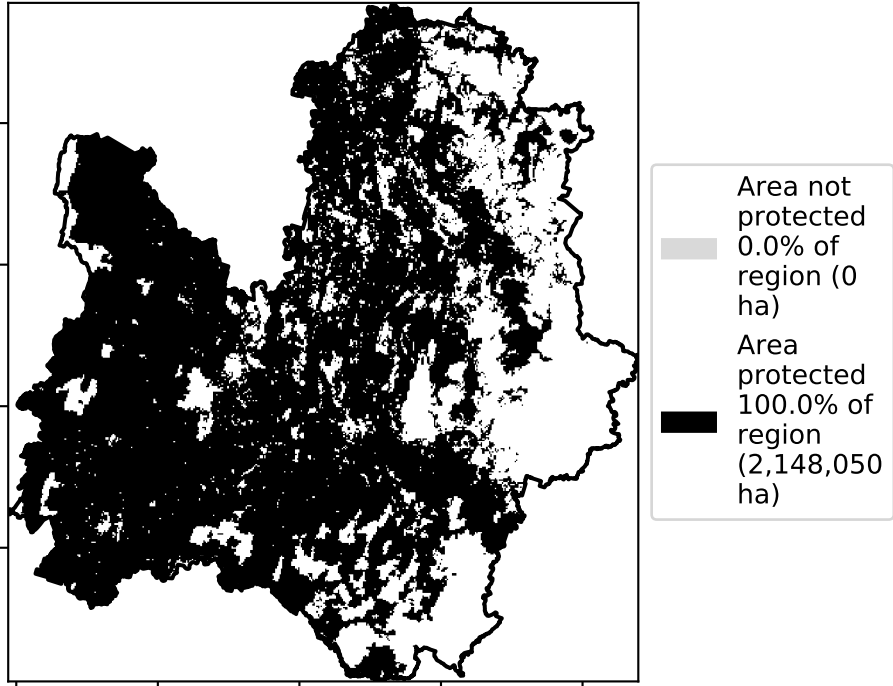 Area not
protected
0.0% of
region (0
ha)
Area
protected
100.0% of
region
(2,148,050
ha)